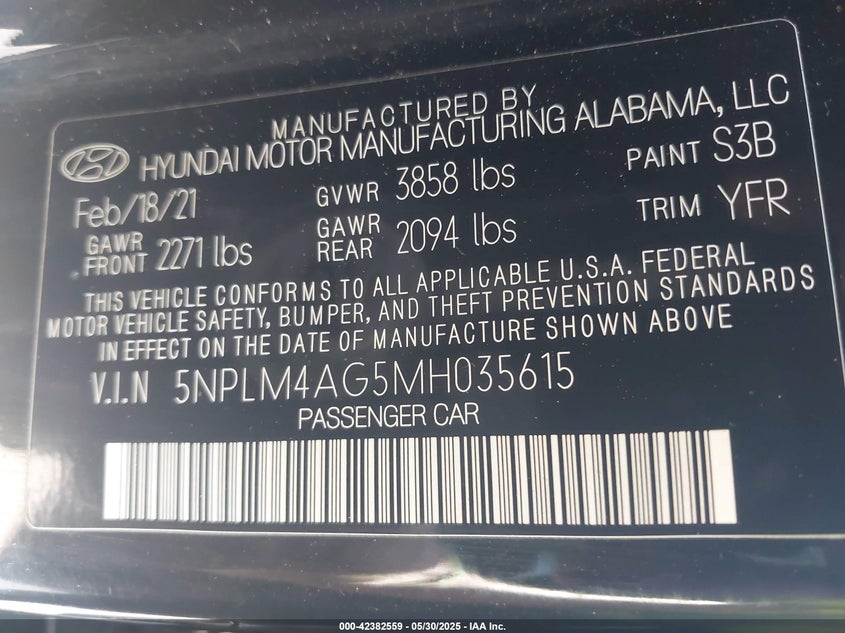 MANUFACTURED BY
HYUNDAI MOTOR MANUFACTURING ALABAMA, LLC
Feb/18/21 GVWR 3858 lbs PAINT S3B
GAWR FRONT 2271 lbs GAWR REAR 2094 lbs TRIM YFR
THIS VEHICLE CONFORMS TO ALL APPLICABLE U.S.A. FEDERAL
MOTOR VEHICLE SAFETY, BUMPER, AND THEFT PREVENTION STANDARDS
IN EFFECT ON THE DATE OF MANUFACTURE SHOWN ABOVE
V.I.N 5NPLM4AG5MH035615
PASSENGER CAR
000-42382559 - 05/30/2025 - IAA Inc.